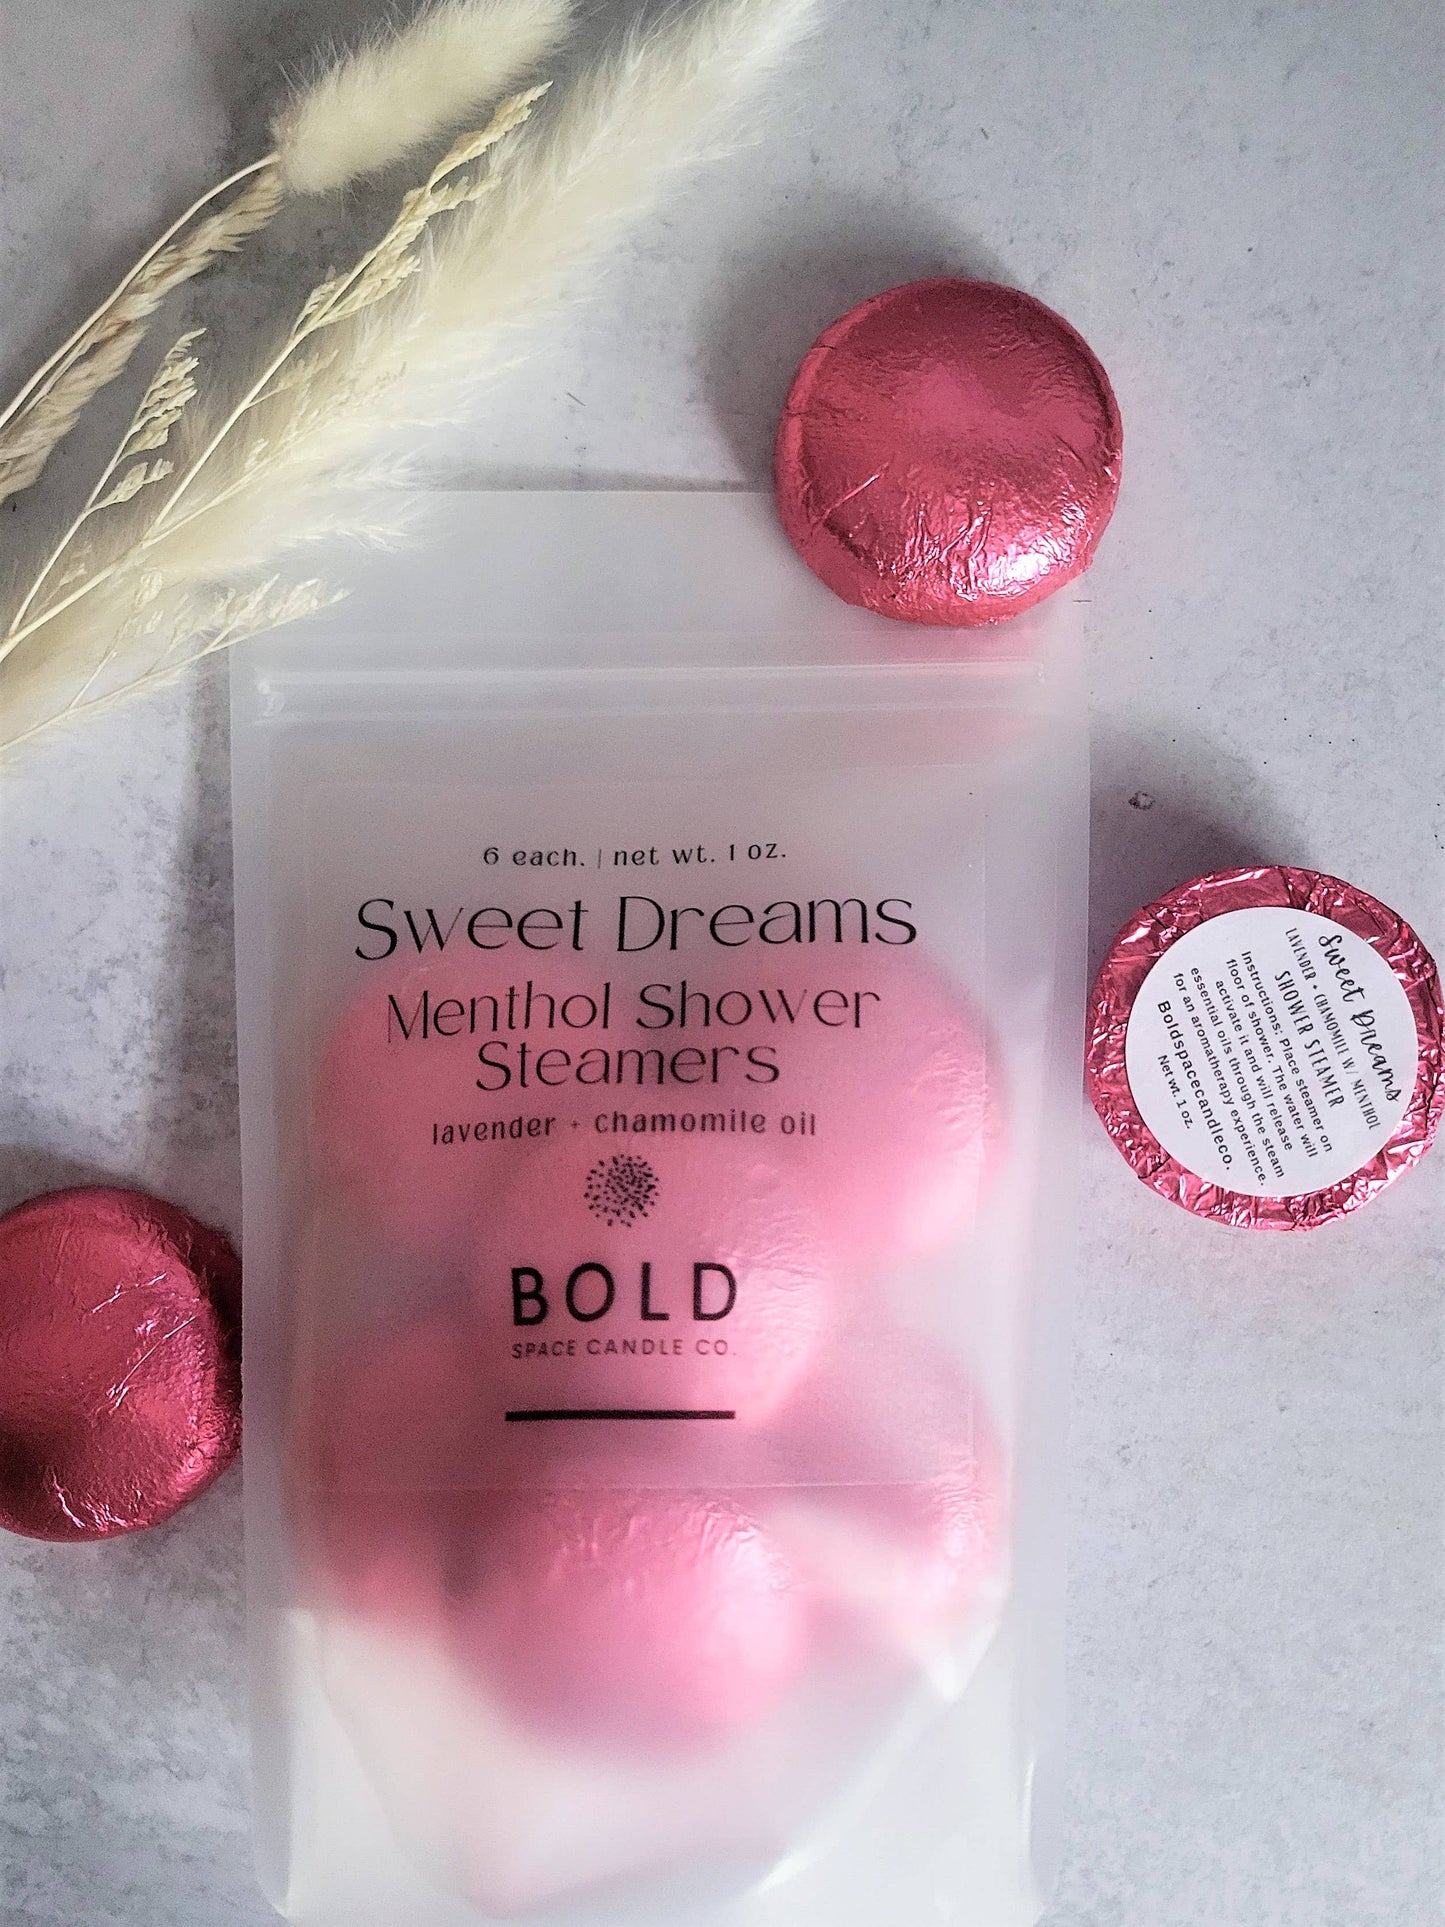 6 each. | net wt. 1 oz.
Sweet Dreams
Menthol Shower
Steamers
lavender + chamomile oil
BOLD
SPACE CANDLE CO.
Sweet Dreams
LAVENDER + CHAMOMILE W/ MENTHOL
SHOWER STEAMER
Instructions: Place steamer on
floor of shower. The water will
activate it and will release
essential oils through the steam
for an aromatherapy experience.
Boldspacecandleco.
Net wt. 1 oz.